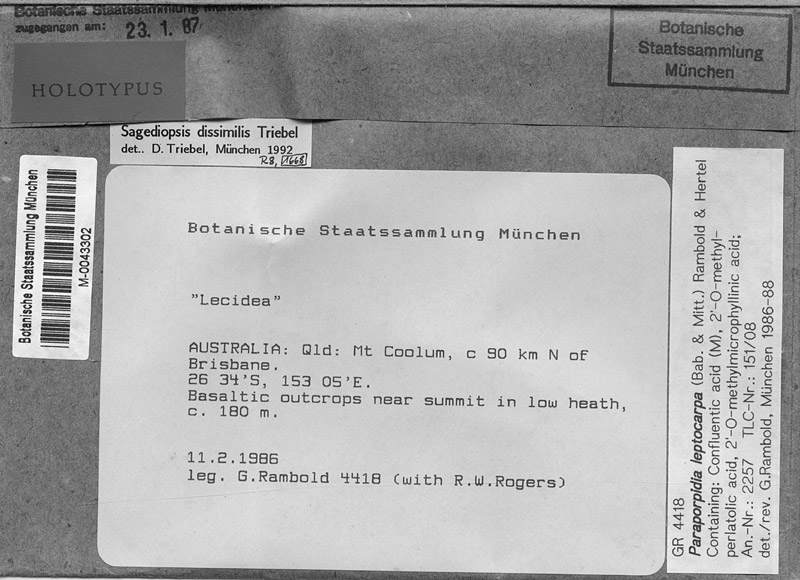 Botanische Staatssammlung München
zugegangen am: 23. 1. 87
HOLOTYPUS
Botanische
Staatssammlung
München
Sagediopsis dissimilis Triebel
det.. D. Triebel, München 1992
R8, 1668
Botanische Staatssammlung München
M-0043302
Botanische Staatssammlung München
"Lecidea"
AUSTRALIA: Qld: Mt Coolum, c 90 km N of
Brisbane.
26 34'S, 153 05'E.
Basaltic outcrops near summit in low heath,
c. 180 m.
11.2.1986
leg. G.Rambold 4418 (with R.W.Rogers)
GR 4418
Paraporpidia leptocarpa (Bab. & Mitt.) Rambold & Hertel
Containing: Confluentic acid (M), 2'-O-methyl-
perlatolic acid, 2'-O-methylmicrophyllinic acid;
An.-Nr.: 2257 TLC-Nr.: 151/08
det./rev. G.Rambold, München 1986-88